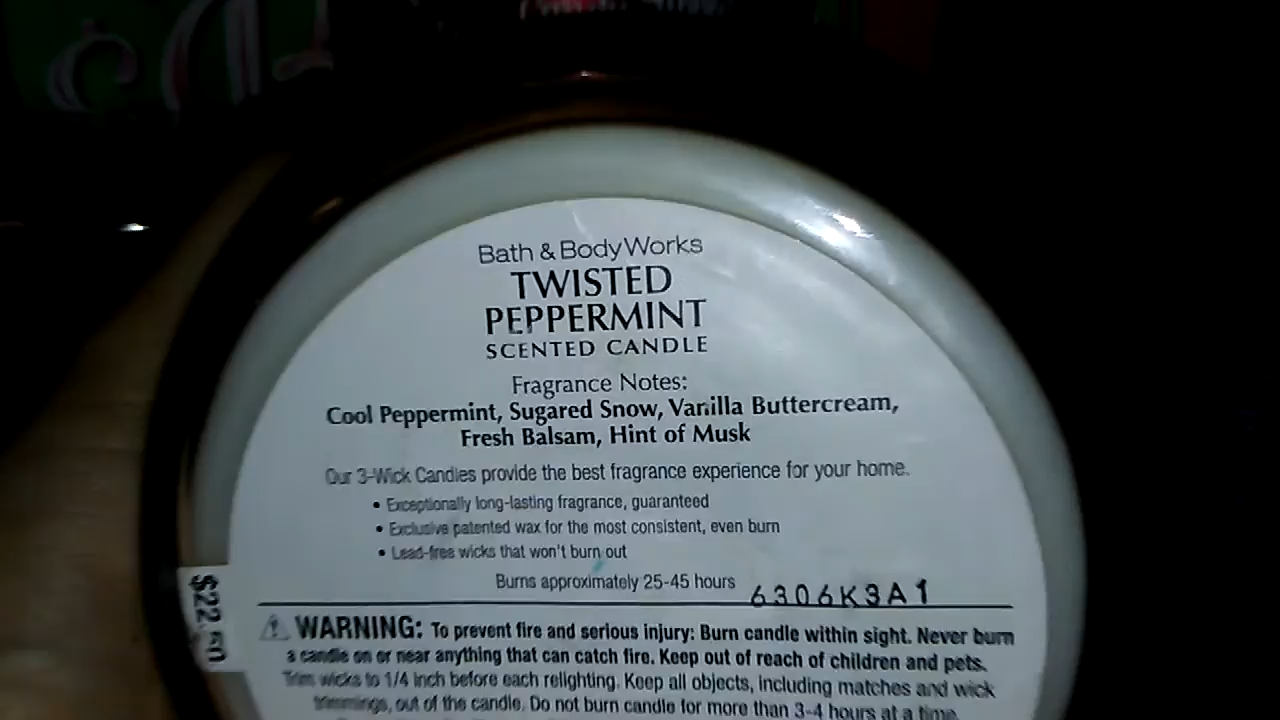 Bath & Body Works
TWISTED
PEPPERMINT
SCENTED CANDLE
Fragrance Notes:
Cool Peppermint, Sugared Snow, Vanilla Buttercream,
Fresh Balsam, Hint of Musk
Our 3-Wick Candles provide the best fragrance experience for your home.
• Exceptionally long-lasting fragrance, guaranteed
• Exclusive patented wax for the most consistent, even burn
• Lead-free wicks that won't burn out
Burns approximately 25-45 hours 6306K3A1
$22.50
WARNING: To prevent fire and serious injury: Burn candle within sight. Never burn
a candle on or near anything that can catch fire. Keep out of reach of children and pets.
Trim wicks to 1/4 inch before each relighting. Keep all objects, including matches and wick
trimmings, out of the candle. Do not burn candle for more than 3-4 hours at a time.